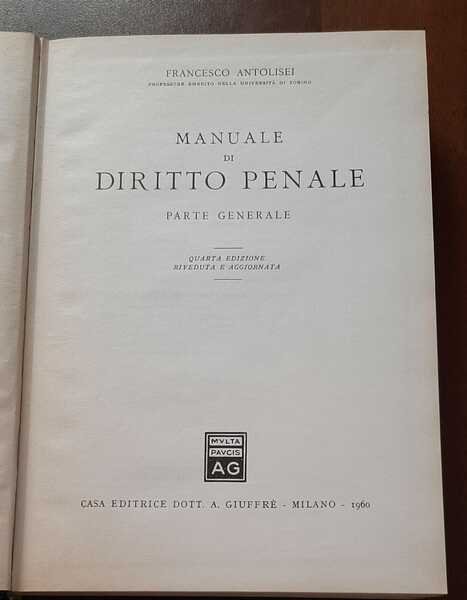 FRANCESCO ANTOLISEI
PROFESSORE EMERITO NELLA UNIVERSITÀ DI TORINO
MANUALE
DI
DIRITTO PENALE
PARTE GENERALE
QUARTA EDIZIONE
RIVEDUTA E AGGIORNATA
MVLTA
PAVCIS
AG
CASA EDITRICE DOTT. A. GIUFFRÈ - MILANO - 1960